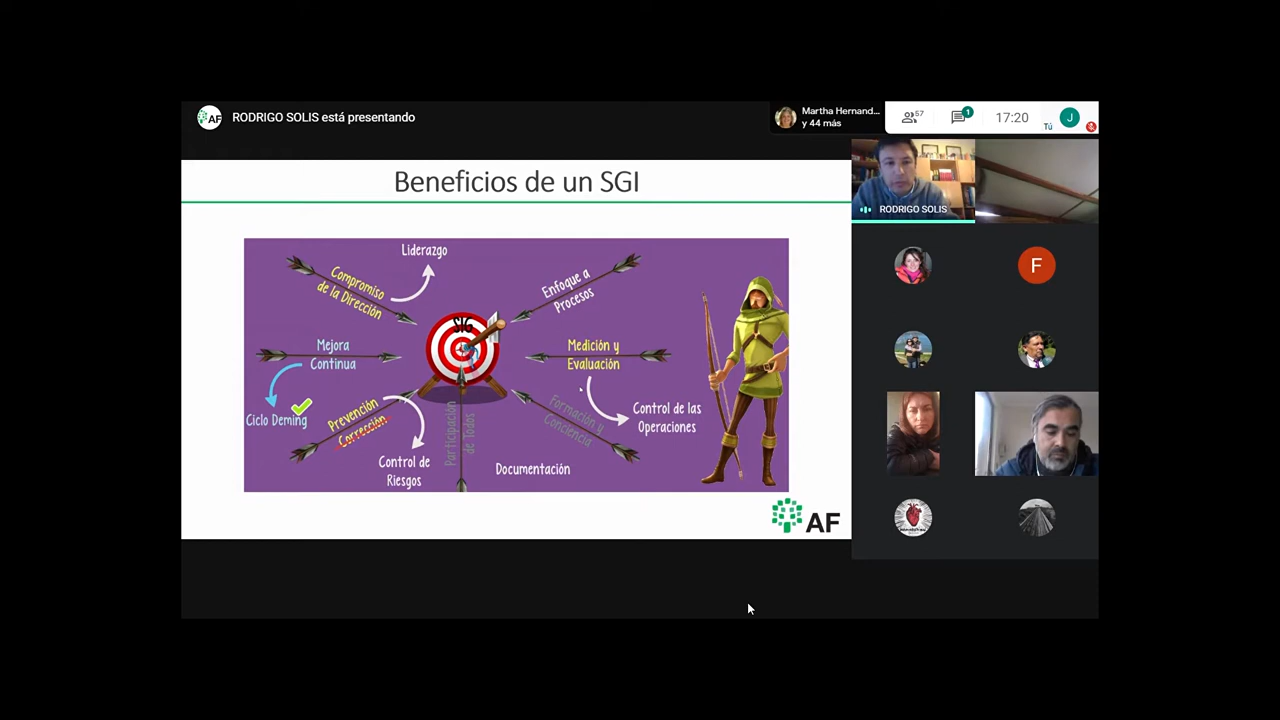 AF
RODRIGO SOLIS está presentando
Martha Hernand...
y 44 más
57
1
17:20
Tú
J
Beneficios de un SGI
RODRIGO SOLIS
F
Liderazgo
Compromiso
de la Dirección
Enfoque a
Procesos
SIG
Mejora
Continua
Medición y
Evaluación
Ciclo Deming
Prevención
Corrección
Control de
Riesgos
Participación
de Todos
Formación y
Conciencia
Control de las
Operaciones
Documentación
AF